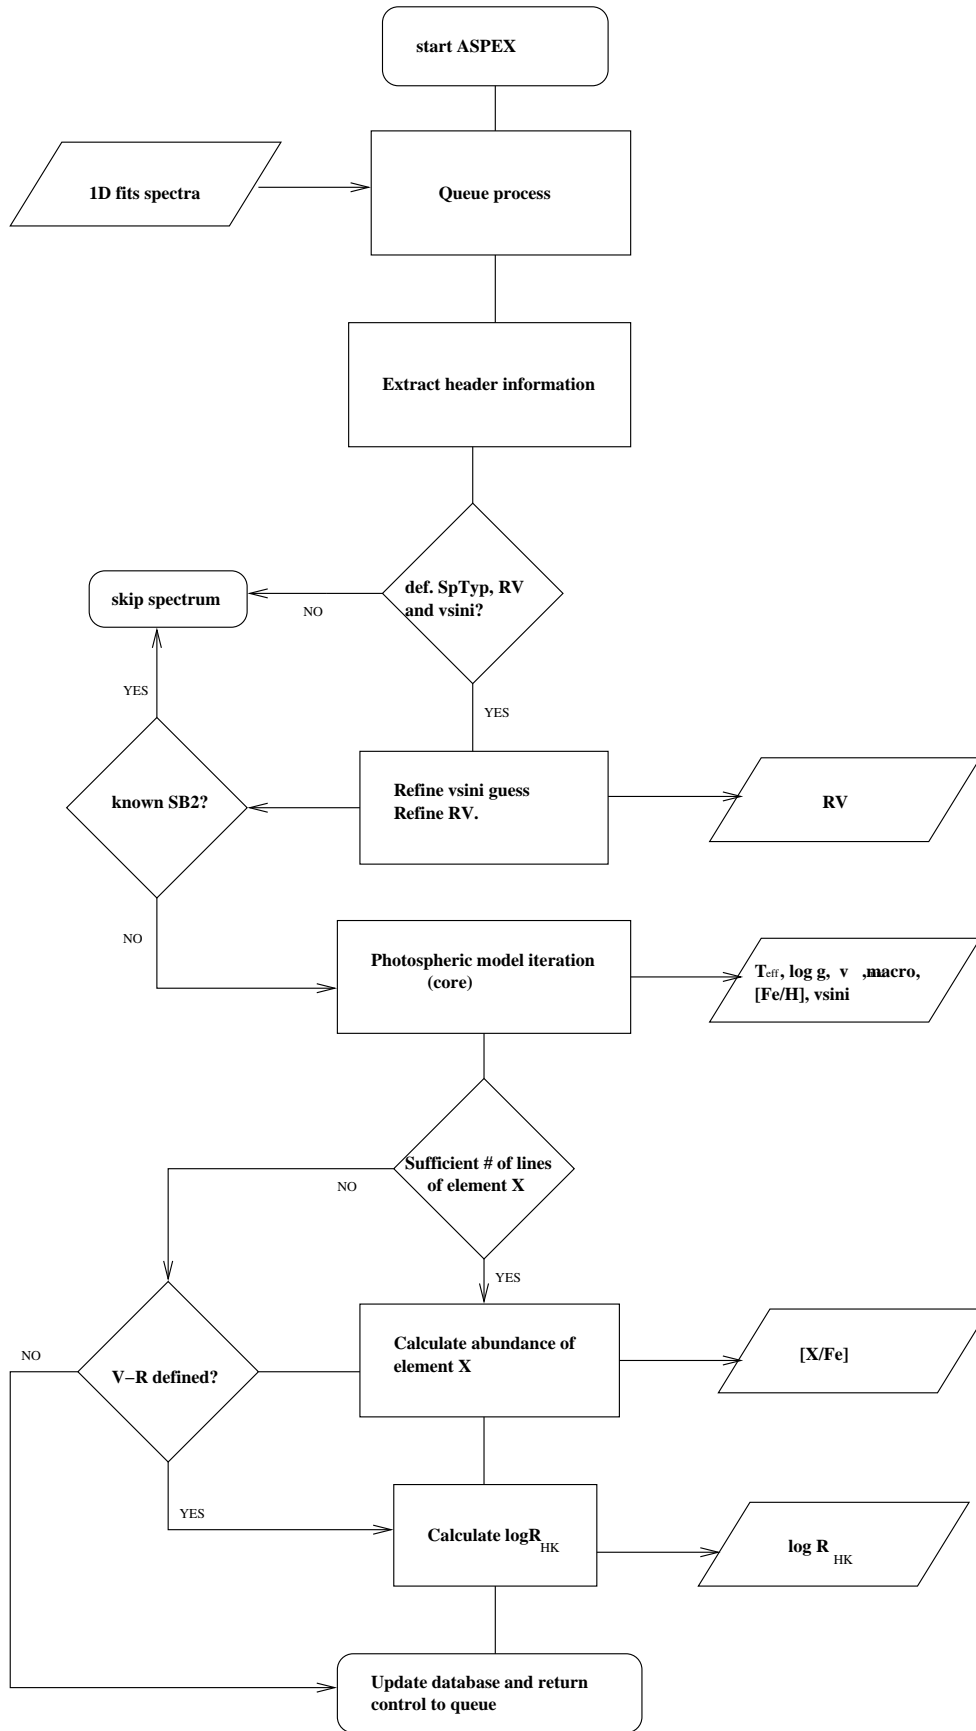 start ASPEX
1D fits spectra
Queue process
Extract header information
def. SpTyp, RV
and vsini?
NO
skip spectrum
YES
YES
known SB2?
Refine vsini guess
Refine RV.
RV
NO
Photospheric model iteration
(core)
Teff, log g, v ,macro,
[Fe/H], vsini
Sufficient # of lines
of element X
NO
YES
NO
V−R defined?
Calculate abundance of
element X
[X/Fe]
YES
Calculate logR HK
log R HK
Update database and return
control to queue